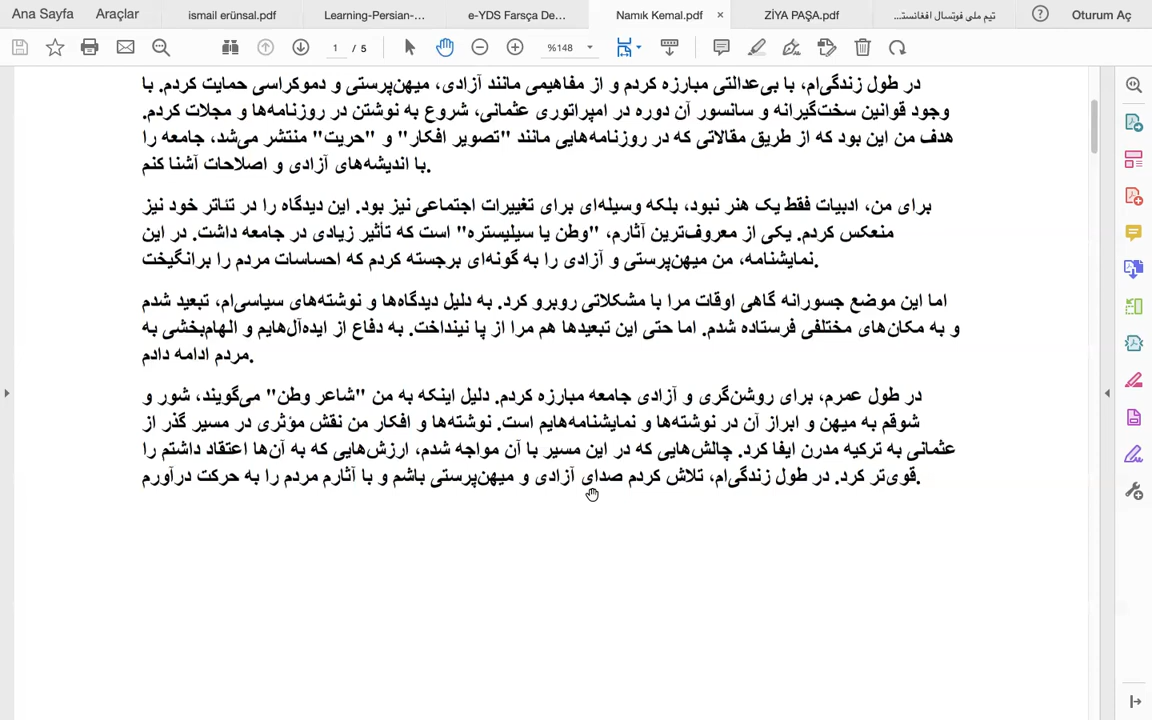 Ana Sayfa
Araçlar
ismail erünsal.pdf
Learning-Persian-...
e-YDS Farsça De...
Namık Kemal.pdf ×
ZİYA PAŞA.pdf
تیم ملی فوتسال افغانست...
Oturum Aç
1 / 5
%148
در طول زندگی‌ام، با بی‌عدالتی مبارزه کردم و از مفاهیمی مانند آزادی، میهن‌پرستی و دموکراسی حمایت کردم. با
وجود قوانین سخت‌گیرانه و سانسور آن دوره در امپراتوری عثمانی، شروع به نوشتن در روزنامه‌ها و مجلات کردم.
هدف من این بود که از طریق مقالاتی که در روزنامه‌هایی مانند "تصویر افکار" و "حریت" منتشر می‌شد، جامعه را
با اندیشه‌های آزادی و اصلاحات آشنا کنم.
برای من، ادبیات فقط یک هنر نبود، بلکه وسیله‌ای برای تغییرات اجتماعی نیز بود. این دیدگاه را در تئاتر خود نیز
منعکس کردم. یکی از معروف‌ترین آثارم، "وطن یا سیلیستره" است که تأثیر زیادی در جامعه داشت. در این
نمایشنامه، من میهن‌پرستی و آزادی را به گونه‌ای برجسته کردم که احساسات مردم را برانگیخت.
اما این موضع جسورانه گاهی اوقات مرا با مشکلاتی روبرو کرد. به دلیل دیدگاه‌ها و نوشته‌های سیاسی‌ام، تبعید شدم
و به مکان‌های مختلفی فرستاده شدم. اما حتی این تبعیدها هم مرا از پا نینداخت. به دفاع از ایده‌آل‌هایم و الهام‌بخشی به
مردم ادامه دادم.
در طول عمرم، برای روشن‌گری و آزادی جامعه مبارزه کردم. دلیل اینکه به من "شاعر وطن" می‌گویند، شور و
شوقم به میهن و ابراز آن در نوشته‌ها و نمایشنامه‌هایم است. نوشته‌ها و افکار من نقش مؤثری در مسیر گذر از
عثمانی به ترکیه مدرن ایفا کرد. چالش‌هایی که در این مسیر با آن مواجه شدم، ارزش‌هایی که به آن‌ها اعتقاد داشتم را
قوی‌تر کرد. در طول زندگی‌ام، تلاش کردم صدای آزادی و میهن‌پرستی باشم و با آثارم مردم را به حرکت درآورم.